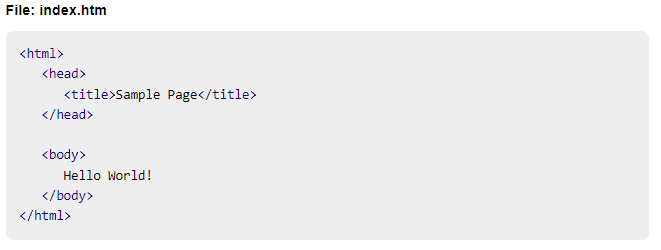 File: index.htm
<html>
<head>
<title>Sample Page</title>
</head>
<body>
Hello World!
</body>
</html>